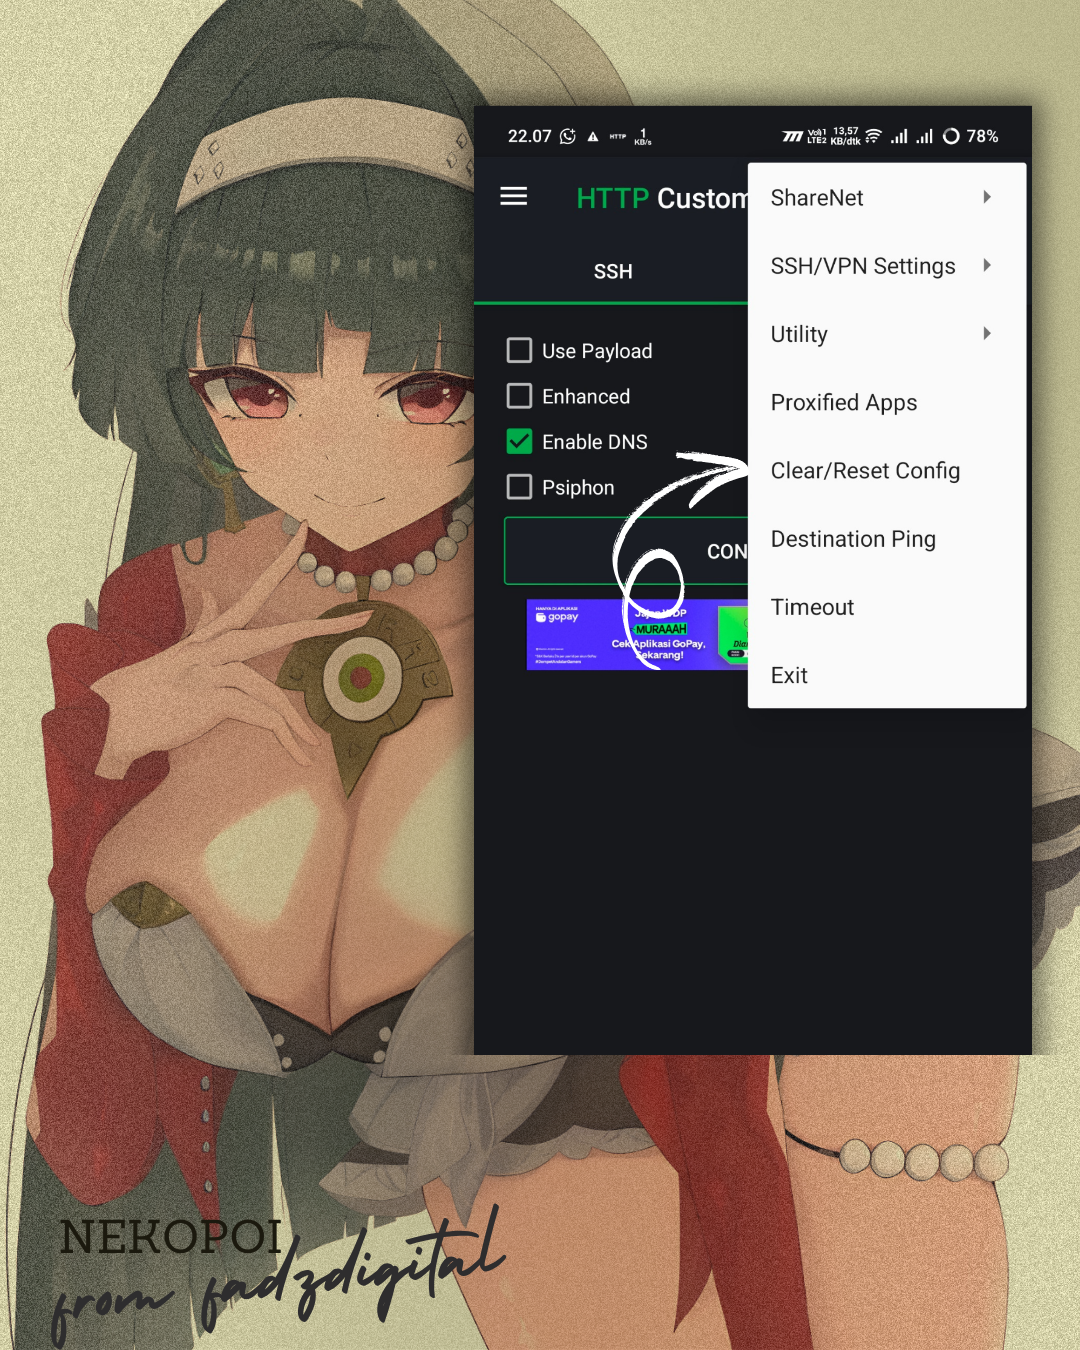 22.07 HTTP 1 KB/s Vo)) 1 LTE2 13,57 KB/dtk 78%
HTTP Custom
SSH
Use Payload
Enhanced
Enable DNS
Psiphon
CON
HANYA DI APLIKASI
gopay
MURAAAH
Cek Aplikasi GoPay,
Sekarang!
ShareNet
SSH/VPN Settings
Utility
Proxified Apps
Clear/Reset Config
Destination Ping
Timeout
Exit
NEKOPOI
from fadzdigital